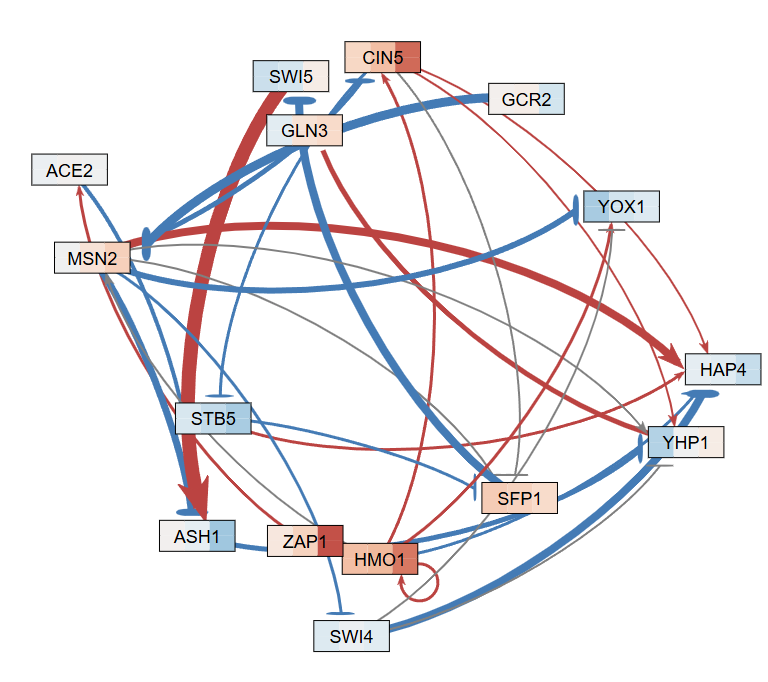 CIN5
SWI5
GCR2
GLN3
ACE2
YOX1
MSN2
HAP4
STB5
YHP1
SFP1
ASH1
ZAP1
HMO1
SWI4